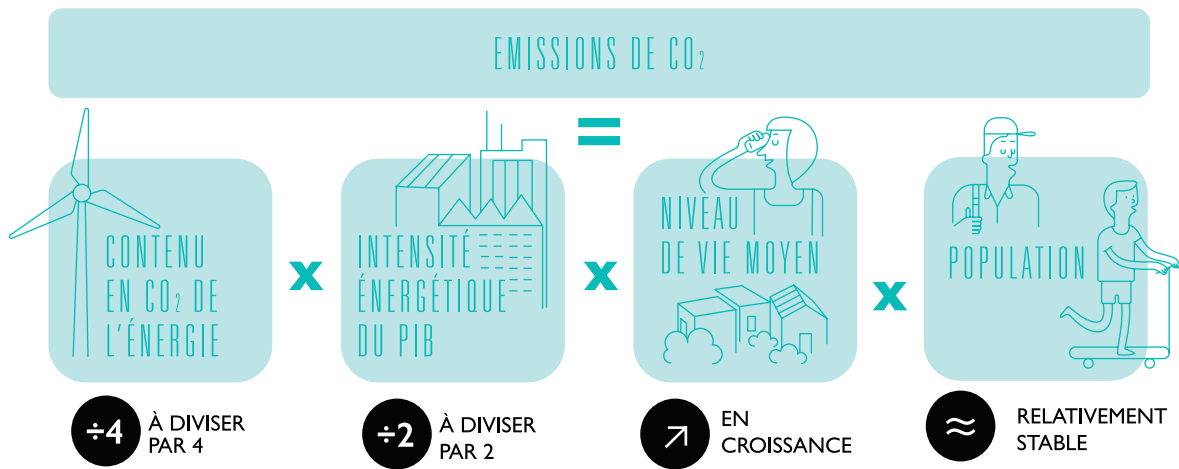 EMISSIONS DE CO₂
=
CONTENU
EN CO₂ DE
L'ÉNERGIE
x
INTENSITÉ
ÉNERGÉTIQUE
DU PIB
x
NIVEAU
DE VIE MOYEN
x
POPULATION
÷4
À DIVISER
PAR 4
÷2
À DIVISER
PAR 2
↗
EN
CROISSANCE
≈
RELATIVEMENT
STABLE